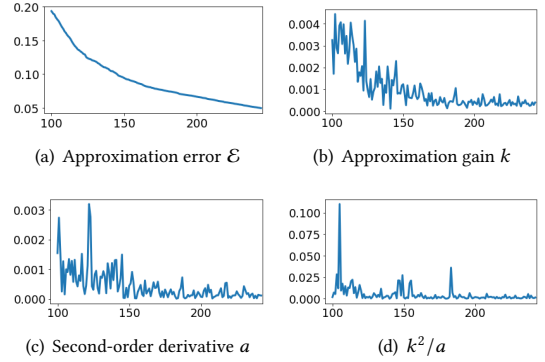 0.20
0.15
0.10
0.05
100 150 200
(a) Approximation error ℰ
0.004
0.003
0.002
0.001
0.000
100 150 200
(b) Approximation gain k
0.003
0.002
0.001
0.000
100 150 200
(c) Second-order derivative a
0.100
0.075
0.050
0.025
0.000
100 150 200
(d) k²/a